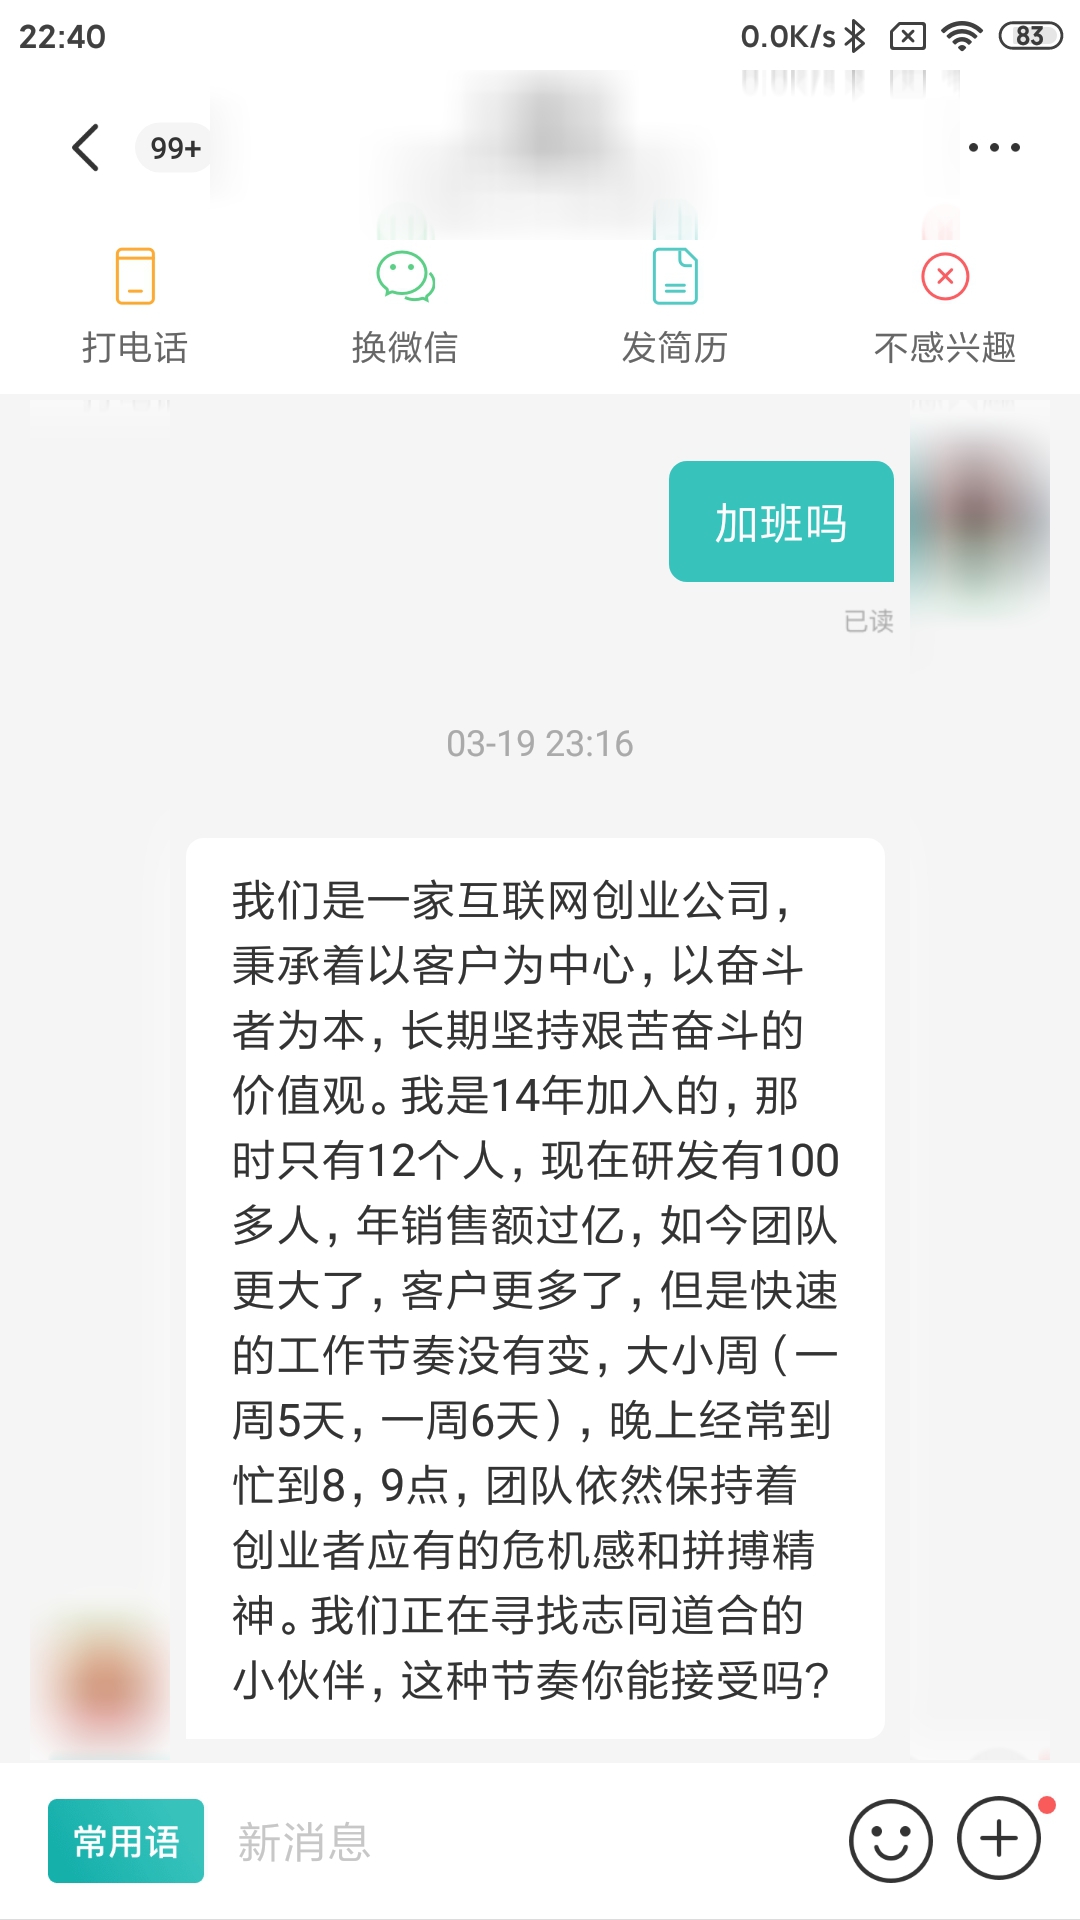 22:40 0.0K/s 83
99+
打电话 换微信 发简历 不感兴趣
加班吗
已读
03-19 23:16
我们是一家互联网创业公司，
秉承着以客户为中心，以奋斗
者为本，长期坚持艰苦奋斗的
价值观。我是14年加入的，那
时只有12个人，现在研发有100
多人，年销售额过亿，如今团队
更大了，客户更多了，但是快速
的工作节奏没有变，大小周（一
周5天，一周6天），晚上经常到
忙到8，9点，团队依然保持着
创业者应有的危机感和拼搏精
神。我们正在寻找志同道合的
小伙伴，这种节奏你能接受吗？
常用语 新消息